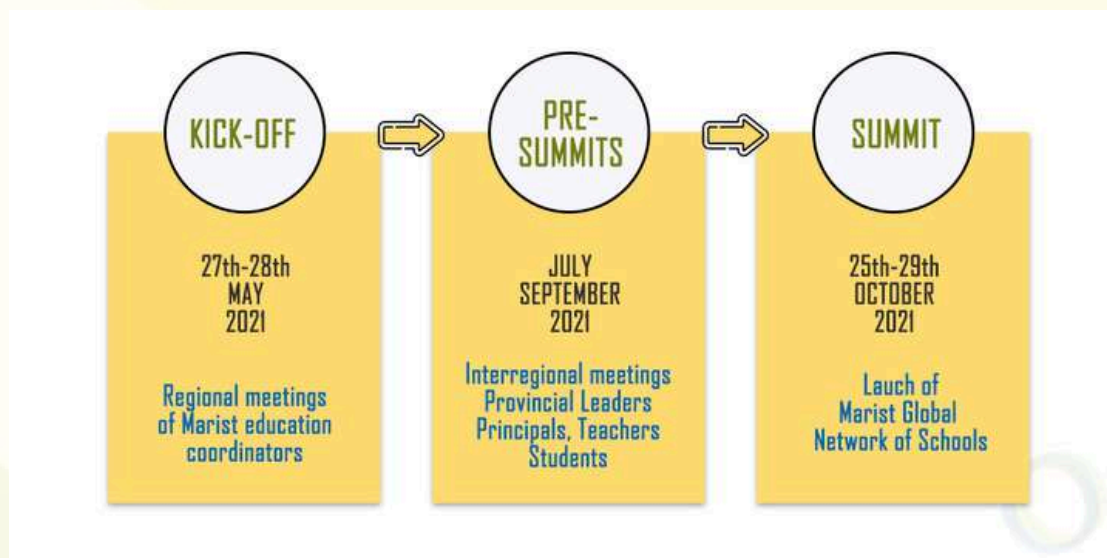 KICK-OFF
27th-28th
MAY
2021
Regional meetings
of Marist education
coordinators
PRE-
SUMMITS
JULY
SEPTEMBER
2021
Interregional meetings
Provincial Leaders
Principals, Teachers
Students
SUMMIT
25th-29th
OCTOBER
2021
Lauch of
Marist Global
Network of Schools